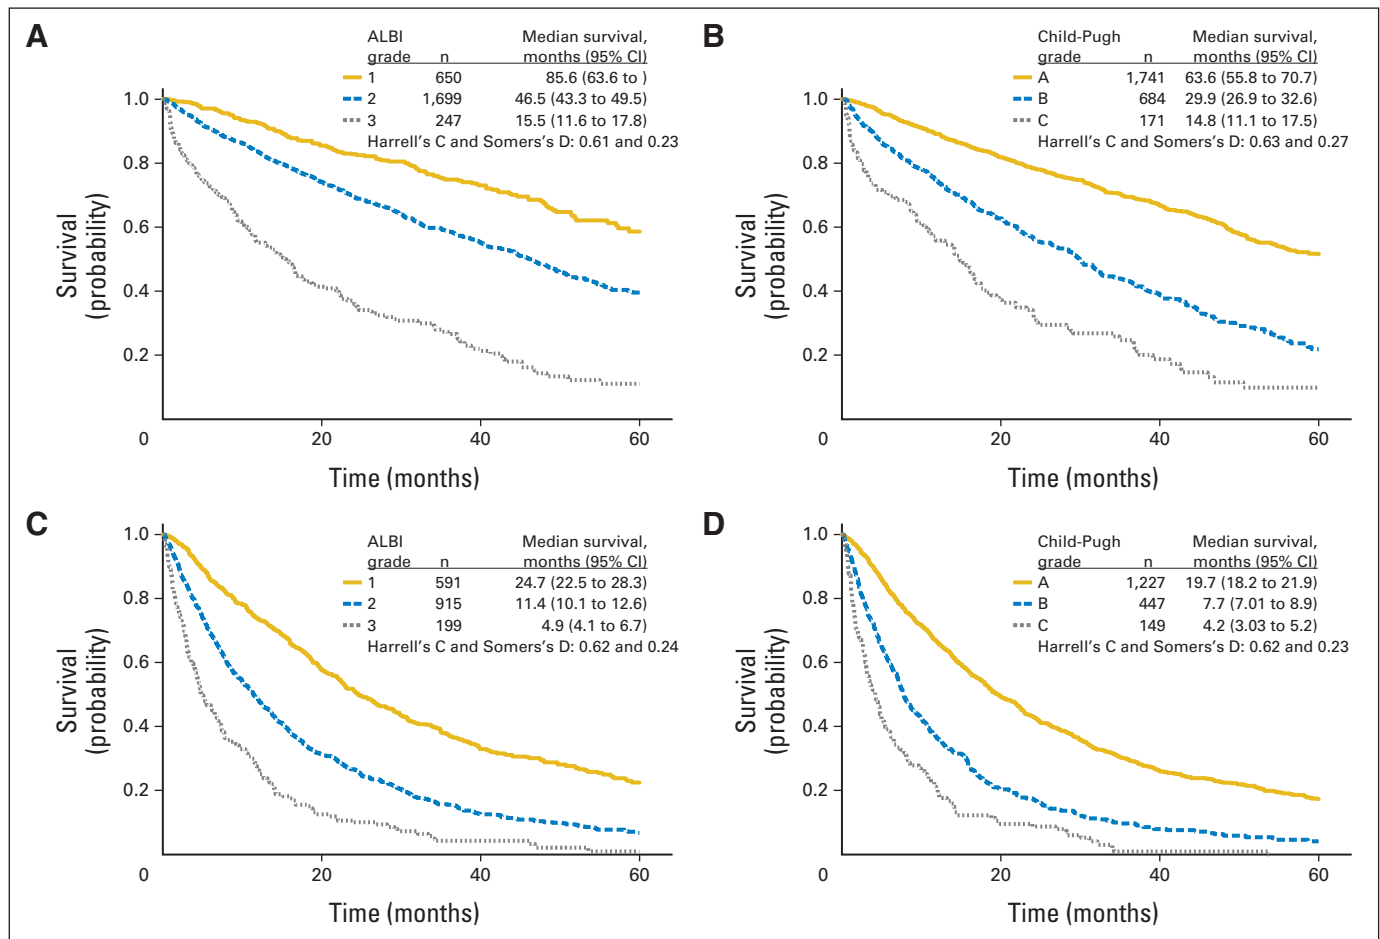 A
ALBI grade n Median survival, months (95% CI)
1 650 85.6 (63.6 to )
2 1,699 46.5 (43.3 to 49.5)
3 247 15.5 (11.6 to 17.8)
Harrell's C and Somers's D: 0.61 and 0.23
1.0
0.8
0.6
0.4
0.2
Survival
(probability)
0 20 40 60
Time (months)
B
Child-Pugh grade n Median survival, months (95% CI)
A 1,741 63.6 (55.8 to 70.7)
B 684 29.9 (26.9 to 32.6)
C 171 14.8 (11.1 to 17.5)
Harrell's C and Somers's D: 0.63 and 0.27
1.0
0.8
0.6
0.4
0.2
Survival
(probability)
0 20 40 60
Time (months)
C
ALBI grade n Median survival, months (95% CI)
1 591 24.7 (22.5 to 28.3)
2 915 11.4 (10.1 to 12.6)
3 199 4.9 (4.1 to 6.7)
Harrell's C and Somers's D: 0.62 and 0.24
1.0
0.8
0.6
0.4
0.2
Survival
(probability)
0 20 40 60
Time (months)
D
Child-Pugh grade n Median survival, months (95% CI)
A 1,227 19.7 (18.2 to 21.9)
B 447 7.7 (7.01 to 8.9)
C 149 4.2 (3.03 to 5.2)
Harrell's C and Somers's D: 0.62 and 0.23
1.0
0.8
0.6
0.4
0.2
Survival
(probability)
0 20 40 60
Time (months)